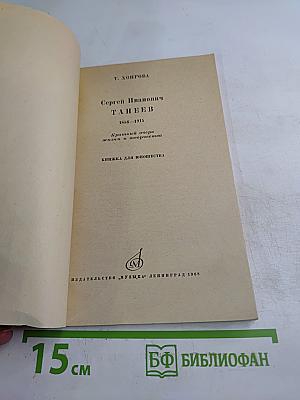 Т. ХОПРОВА
Сергей Иванович
ТАНЕЕВ
1856—1915
Краткий очерк
жизни и творчества
КНИЖКА ДЛЯ ЮНОШЕСТВА
М
ИЗДАТЕЛЬСТВО „МУЗЫКА" ЛЕНИНГРАД 1968
15 см
БФ БИБЛИОФАН